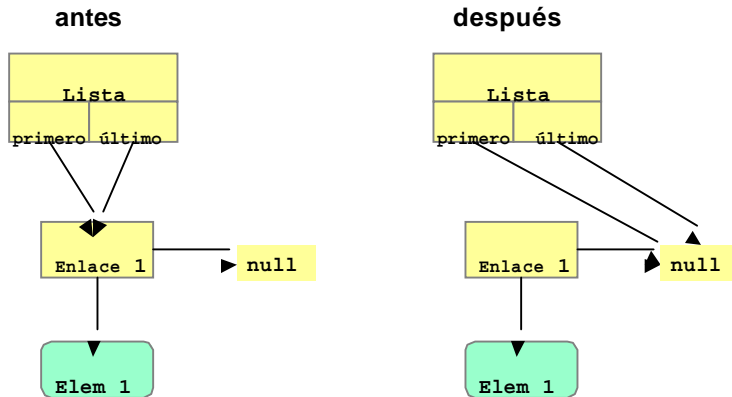 antes
después
Lista
primero último
Enlace 1
null
Elem 1
Lista
primero último
Enlace 1
null
Elem 1